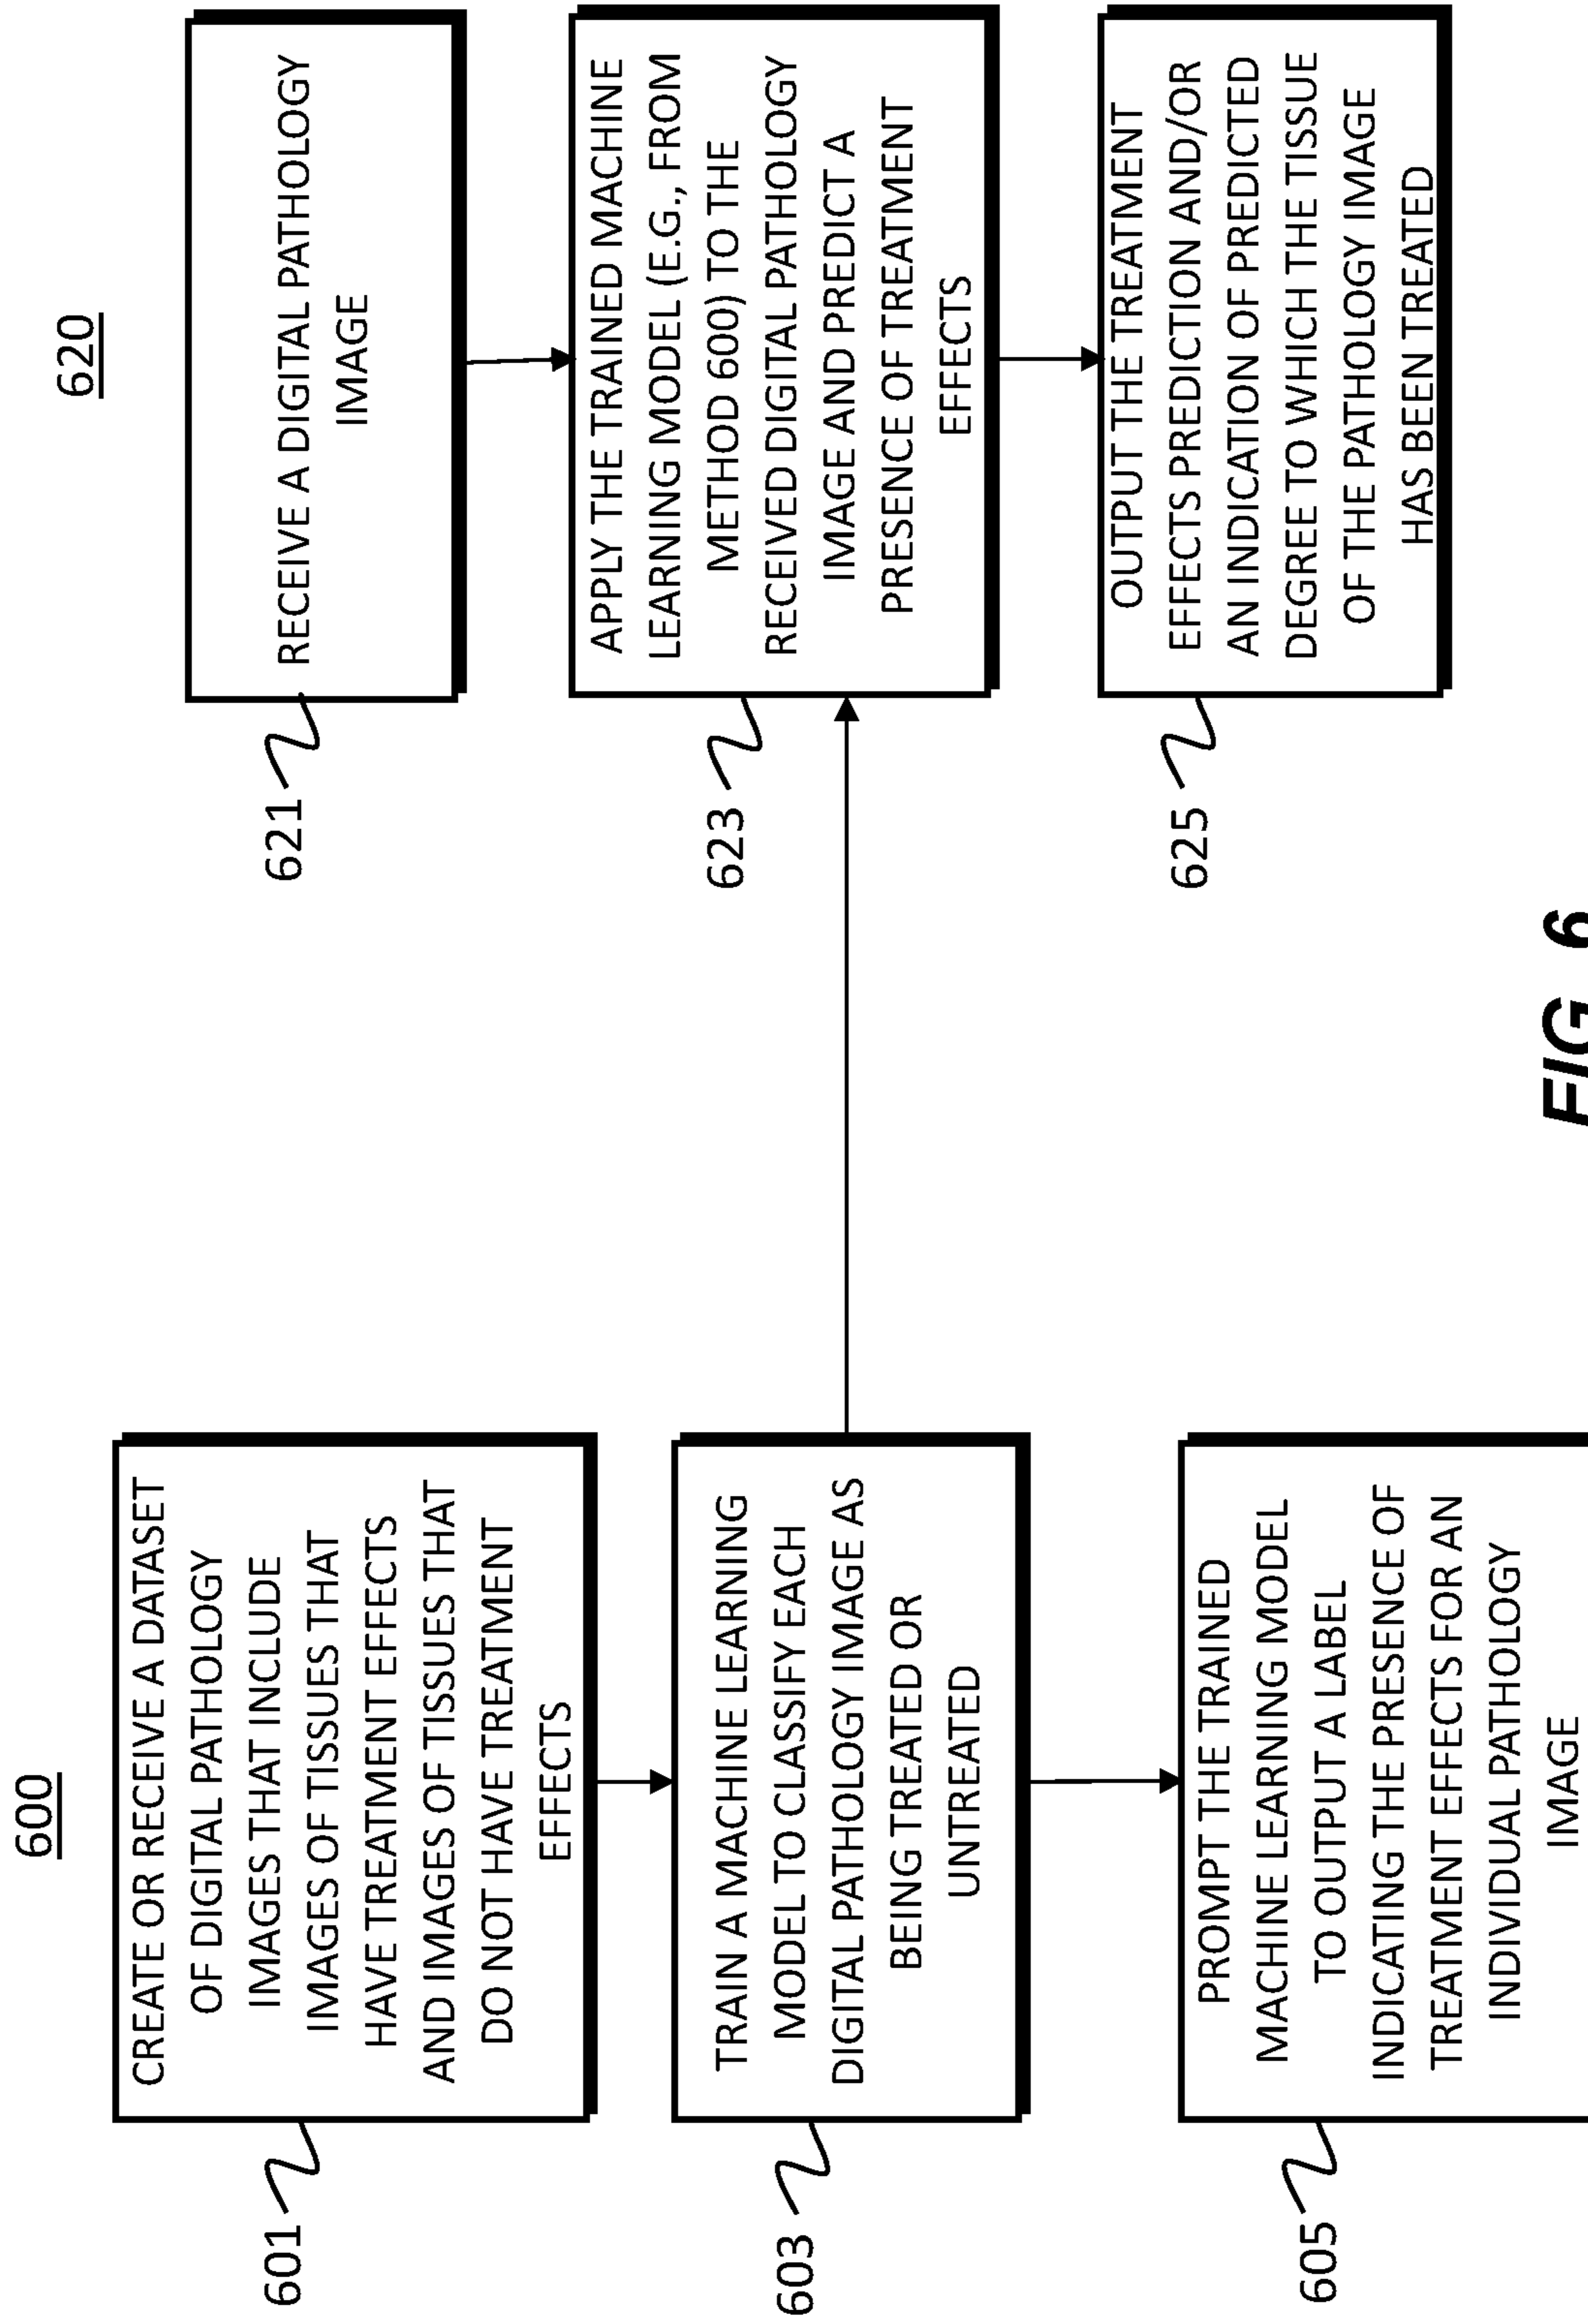 600
601
CREATE OR RECEIVE A DATASET
OF DIGITAL PATHOLOGY
IMAGES THAT INCLUDE
IMAGES OF TISSUES THAT
HAVE TREATMENT EFFECTS
AND IMAGES OF TISSUES THAT
DO NOT HAVE TREATMENT
EFFECTS
603
TRAIN A MACHINE LEARNING
MODEL TO CLASSIFY EACH
DIGITAL PATHOLOGY IMAGE AS
BEING TREATED OR
UNTREATED
605
PROMPT THE TRAINED
MACHINE LEARNING MODEL
TO OUTPUT A LABEL
INDICATING THE PRESENCE OF
TREATMENT EFFECTS FOR AN
INDIVIDUAL PATHOLOGY
IMAGE
620
621
RECEIVE A DIGITAL PATHOLOGY
IMAGE
623
APPLY THE TRAINED MACHINE
LEARNING MODEL (E.G., FROM
METHOD 600) TO THE
RECEIVED DIGITAL PATHOLOGY
IMAGE AND PREDICT A
PRESENCE OF TREATMENT
EFFECTS
625
OUTPUT THE TREATMENT
EFFECTS PREDICTION AND/OR
AN INDICATION OF PREDICTED
DEGREE TO WHICH THE TISSUE
OF THE PATHOLOGY IMAGE
HAS BEEN TREATED
FIG. 6